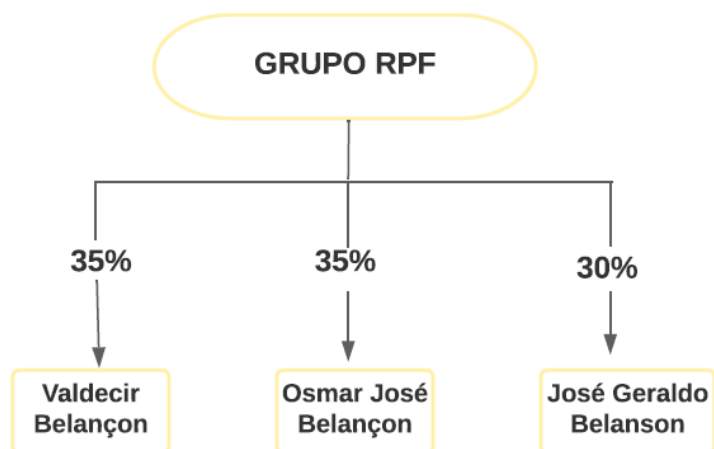 GRUPO RPF
35%
35%
30%
Valdecir
Belançon
Osmar José
Belançon
José Geraldo
Belanson